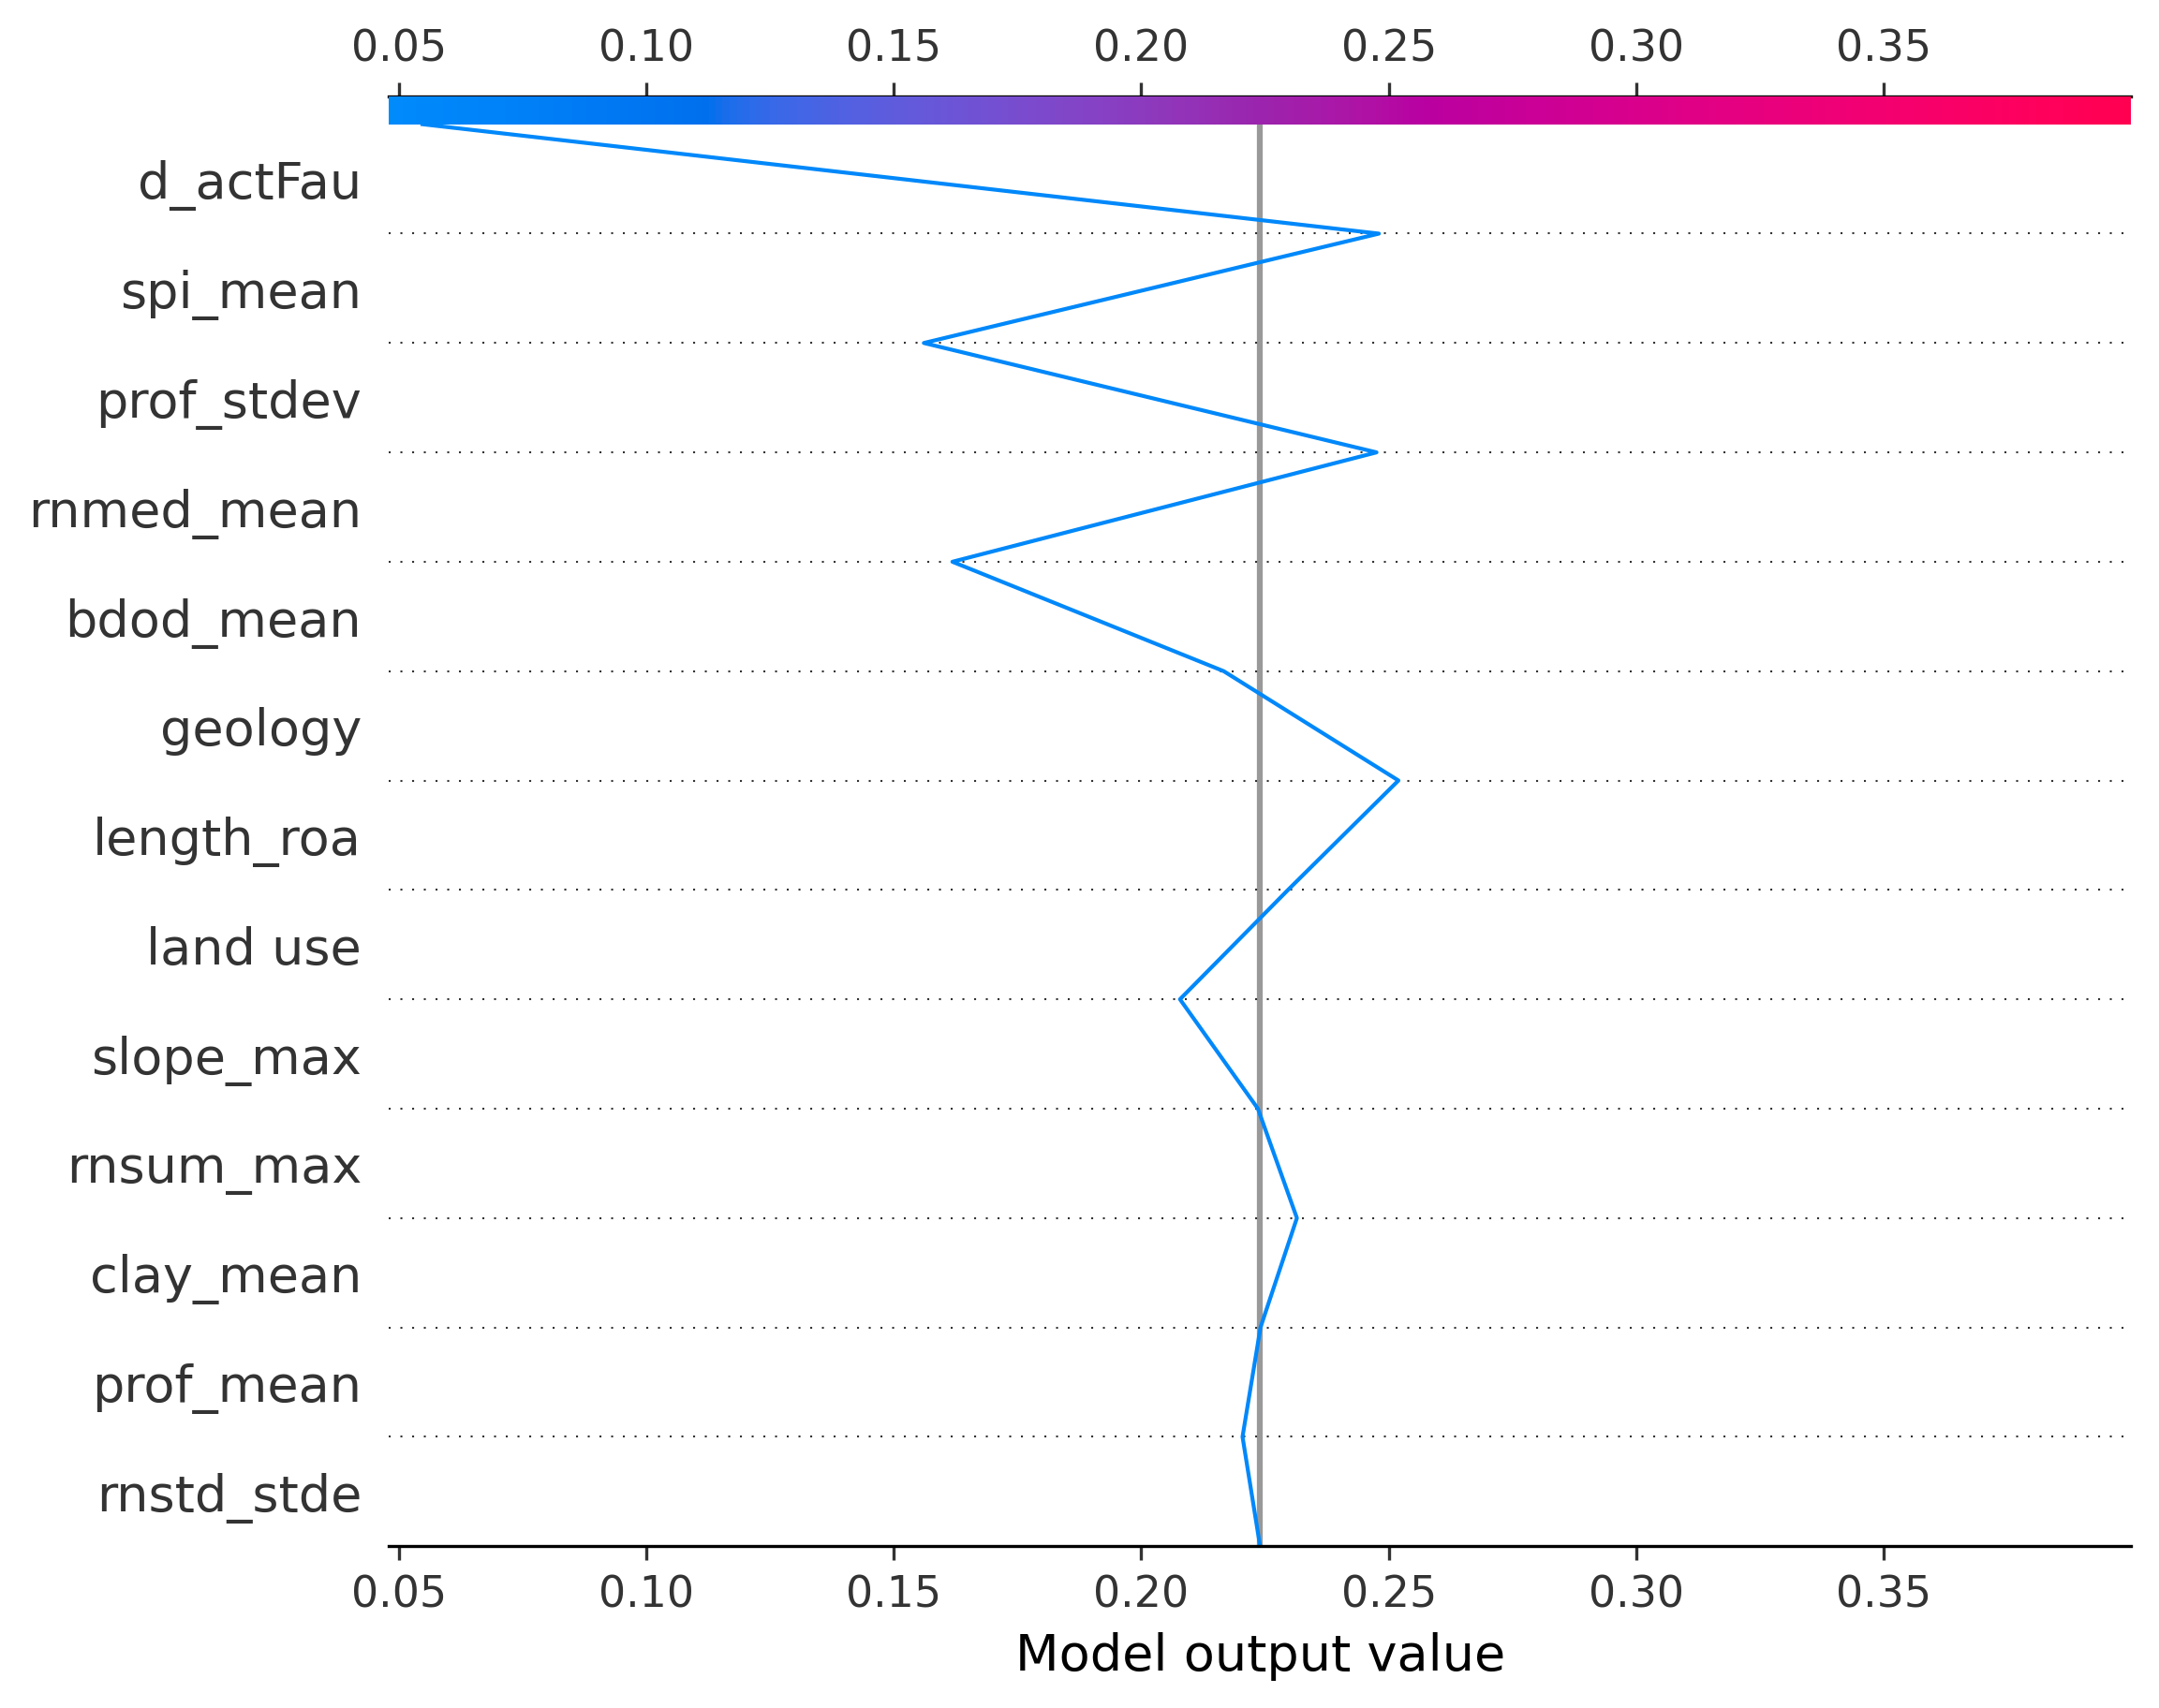 0.05 0.10 0.15 0.20 0.25 0.30 0.35
d_actFau
spi_mean
prof_stdev
rnmed_mean
bdod_mean
geology
length_roa
land use
slope_max
rnsum_max
clay_mean
prof_mean
rnstd_stde
0.05 0.10 0.15 0.20 0.25 0.30 0.35
Model output value